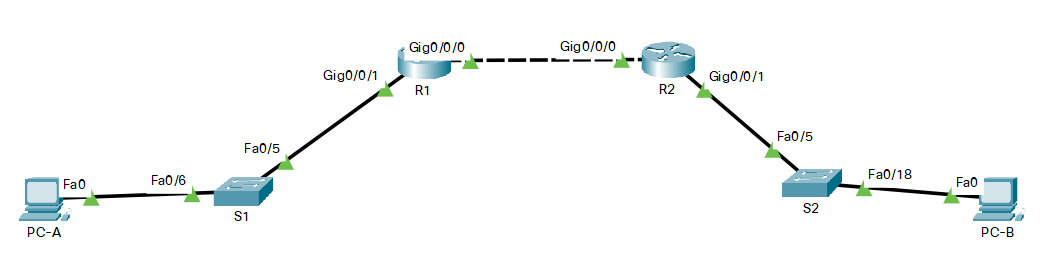 Gig0/0/0
Gig0/0/0
Gig0/0/1
R1
R2
Gig0/0/1
Fa0/5
Fa0/5
Fa0
Fa0/6
S1
PC-A
S2
Fa0/18
Fa0
PC-B